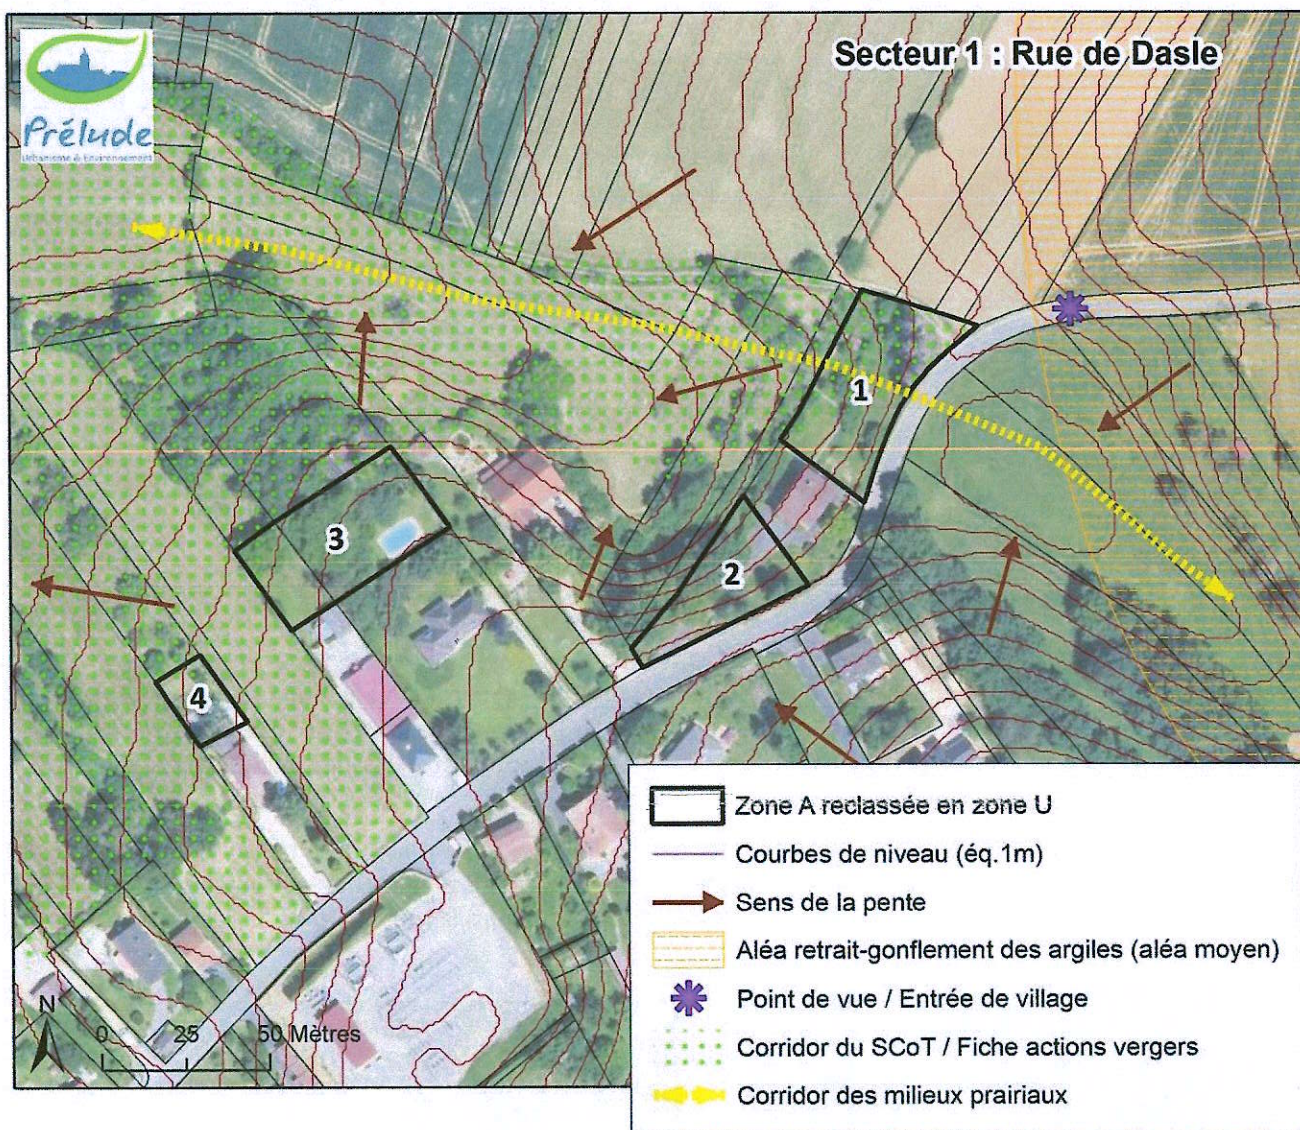 Secteur 1 : Rue de Dasle
Prélude
Urbanisme & Environnement
1
2
3
4
N
0 25 50 Mètres
Zone A reclassée en zone U
Courbes de niveau (éq.1m)
Sens de la pente
Aléa retrait-gonflement des argiles (aléa moyen)
Point de vue / Entrée de village
Corridor du SCoT / Fiche actions vergers
Corridor des milieux prairiaux